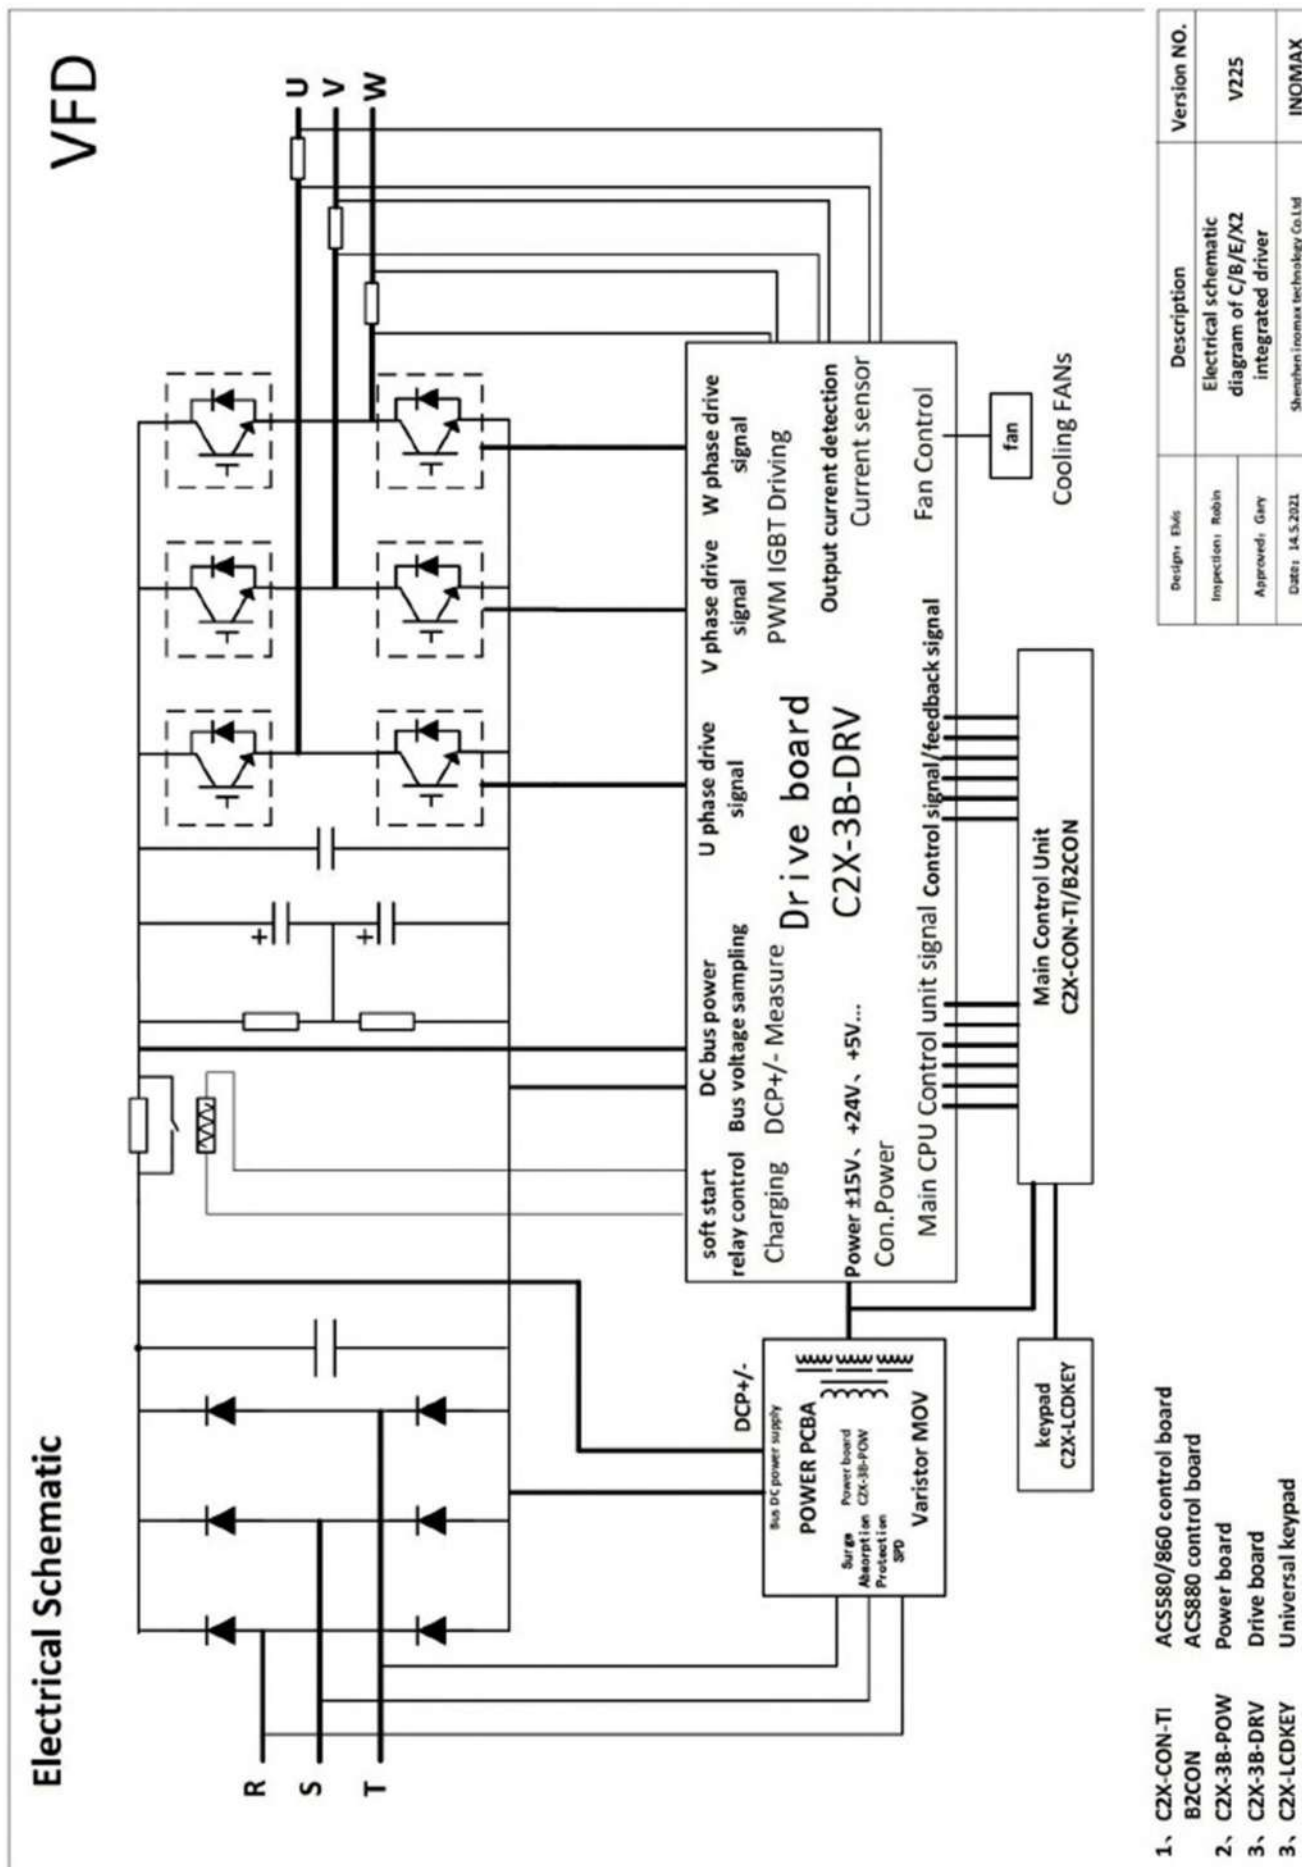 Electrical Schematic
VFD
R
S
T
U
V
W
+
+
DCP+/-
Bus DC power supply
POWER PCBA
Surge
Absorption
Protection
SPD
Power board
C2X-3B-POW
Varistor MOV
soft start
relay control
Charging
DC bus power
Bus voltage sampling
DCP+/- Measure
U phase drive
signal
V phase drive
signal
W phase drive
signal
PWM IGBT Driving
Drive board
C2X-3B-DRV
Power ±15V、+24V、+5V...
Con.Power
Output current detection
Current sensor
Main CPU Control unit signal
Control signal/feedback signal
Fan Control
fan
Cooling FANs
keypad
C2X-LCDKEY
Main Control Unit
C2X-CON-TI/B2CON
1、 C2X-CON-TI ACS580/860 control board
B2CON ACS880 control board
2、 C2X-3B-POW Power board
3、 C2X-3B-DRV Drive board
3、 C2X-LCDKEY Universal keypad
Design: Elvis
Description
Version NO.
Inspection: Robin
Approved: Gary
Electrical schematic
diagram of C/B/E/X2
integrated driver
V225
Date: 14.5.2021
Shenzhen inomax technology Co.Ltd
INOMAX